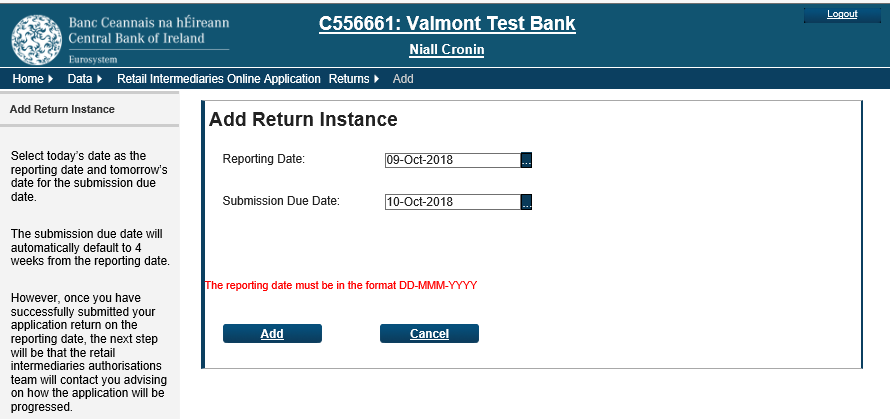 Banc Ceannais na hÉireann
Central Bank of Ireland
Eurosystem
C556661: Valmont Test Bank
Niall Cronin
Logout
Home Data Retail Intermediaries Online Application Returns Add
Add Return Instance
Select today's date as the
reporting date and tomorrow's
date for the submission due
date.
The submission due date will
automatically default to 4
weeks from the reporting date.
However, once you have
successfully submitted your
application return on the
reporting date, the next step
will be that the retail
intermediaries authorisations
team will contact you advising
on how the application will be
progressed.
Add Return Instance
Reporting Date: 09-Oct-2018 ...
Submission Due Date: 10-Oct-2018 ...
The reporting date must be in the format DD-MMM-YYYY
Add Cancel